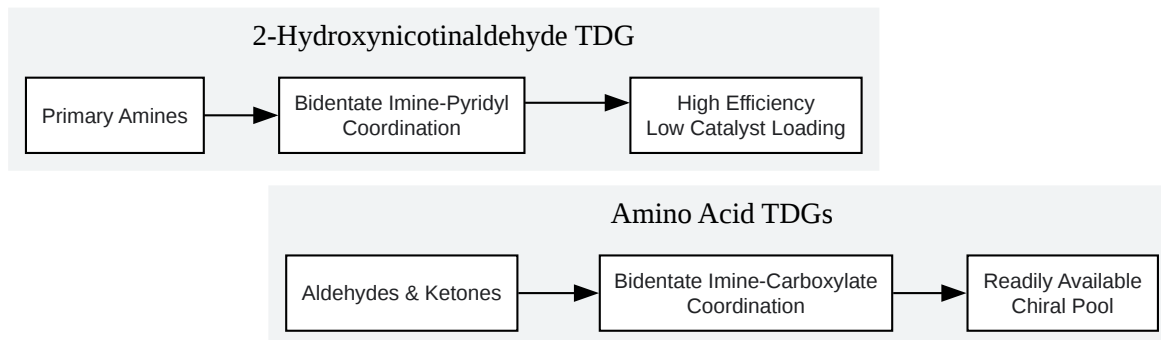 2-Hydroxynicotinaldehyde TDG
Primary Amines
Bidentate Imine-Pyridyl
Coordination
High Efficiency
Low Catalyst Loading
Amino Acid TDGs
Aldehydes & Ketones
Bidentate Imine-Carboxylate
Coordination
Readily Available
Chiral Pool